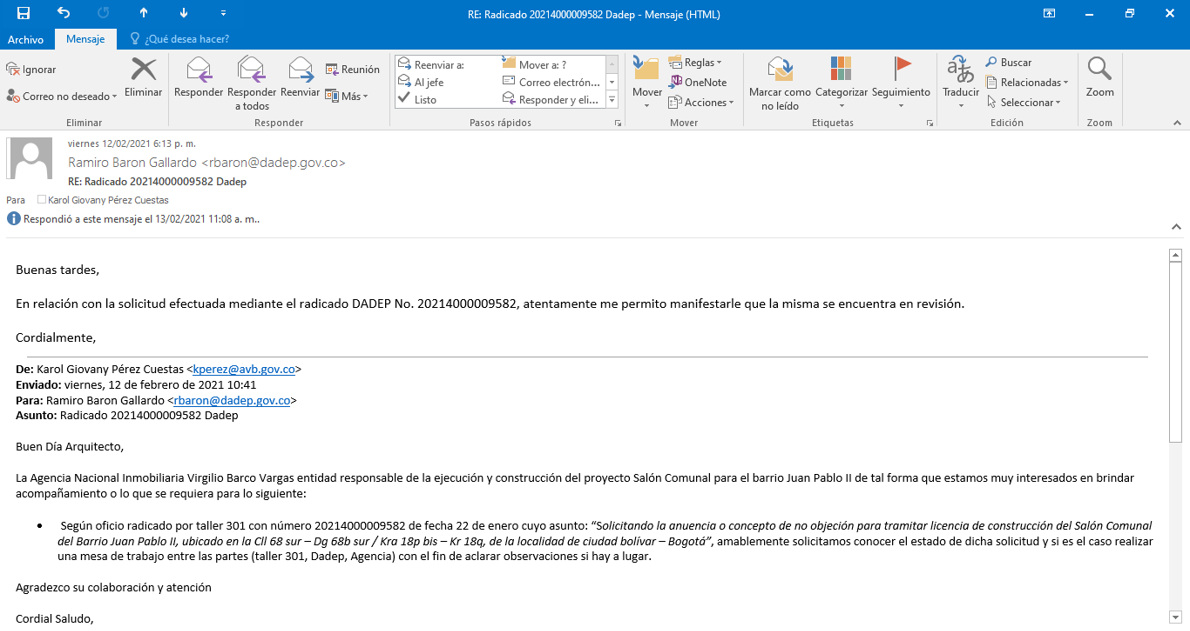 RE: Radicado 20214000009582 Dadep - Mensaje (HTML)
Archivo Mensaje ¿Qué desea hacer?
Ignorar
Correo no deseado
Eliminar
Eliminar
Responder
Responder a todos
Reenviar
Reunión
Más
Responder
Reenviar a:
Al jefe
Listo
Mover a: ?
Correo electrón...
Responder y eli...
Pasos rápidos
Mover
Reglas
OneNote
Acciones
Mover
Marcar como no leído
Categorizar
Seguimiento
Etiquetas
Traducir
Buscar
Relacionadas
Seleccionar
Edición
Zoom
Zoom
viernes 12/02/2021 6:13 p. m.
Ramiro Baron Gallardo <rbaron@dadep.gov.co>
RE: Radicado 20214000009582 Dadep
Para Karol Giovany Pérez Cuestas
Respondió a este mensaje el 13/02/2021 11:08 a. m..
Buenas tardes,
En relación con la solicitud efectuada mediante el radicado DADEP No. 20214000009582, atentamente me permito manifestarle que la misma se encuentra en revisión.
Cordialmente,
De: Karol Giovany Pérez Cuestas <kperez@avb.gov.co>
Enviado: viernes, 12 de febrero de 2021 10:41
Para: Ramiro Baron Gallardo <rbaron@dadep.gov.co>
Asunto: Radicado 20214000009582 Dadep
Buen Día Arquitecto,
La Agencia Nacional Inmobiliaria Virgilio Barco Vargas entidad responsable de la ejecución y construcción del proyecto Salón Comunal para el barrio Juan Pablo II de tal forma que estamos muy interesados en brindar
acompañamiento o lo que se requiera para lo siguiente:
• Según oficio radicado por taller 301 con número 20214000009582 de fecha 22 de enero cuyo asunto: “Solicitando la anuencia o concepto de no objeción para tramitar licencia de construcción del Salón Comunal
del Barrio Juan Pablo II, ubicado en la Cll 68 sur – Dg 68b sur / Kra 18p bis – Kr 18q, de la localidad de ciudad bolívar – Bogotá”, amablemente solicitamos conocer el estado de dicha solicitud y si es el caso realizar
una mesa de trabajo entre las partes (taller 301, Dadep, Agencia) con el fin de aclarar observaciones si hay a lugar.
Agradezco su colaboración y atención
Cordial Saludo,